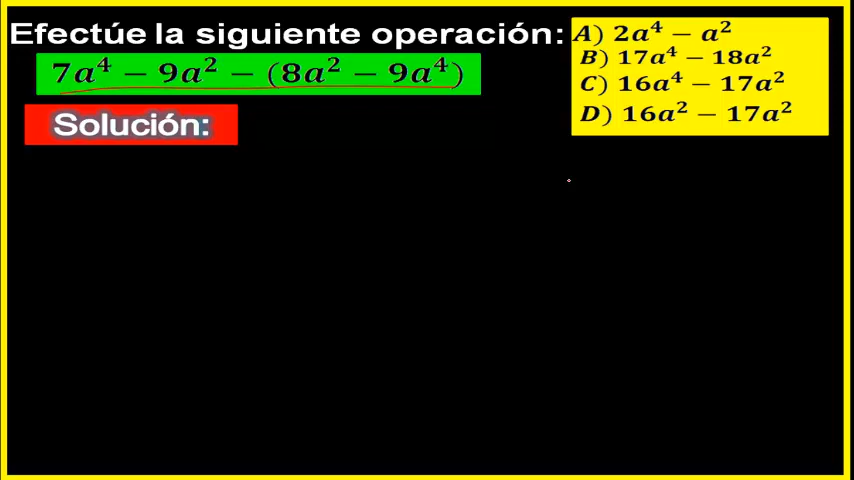 Efectúe la siguiente operación:
7a⁴ − 9a² − (8a² − 9a⁴)
Solución:
A) 2a⁴ − a²
B) 17a⁴ − 18a²
C) 16a⁴ − 17a²
D) 16a² − 17a²